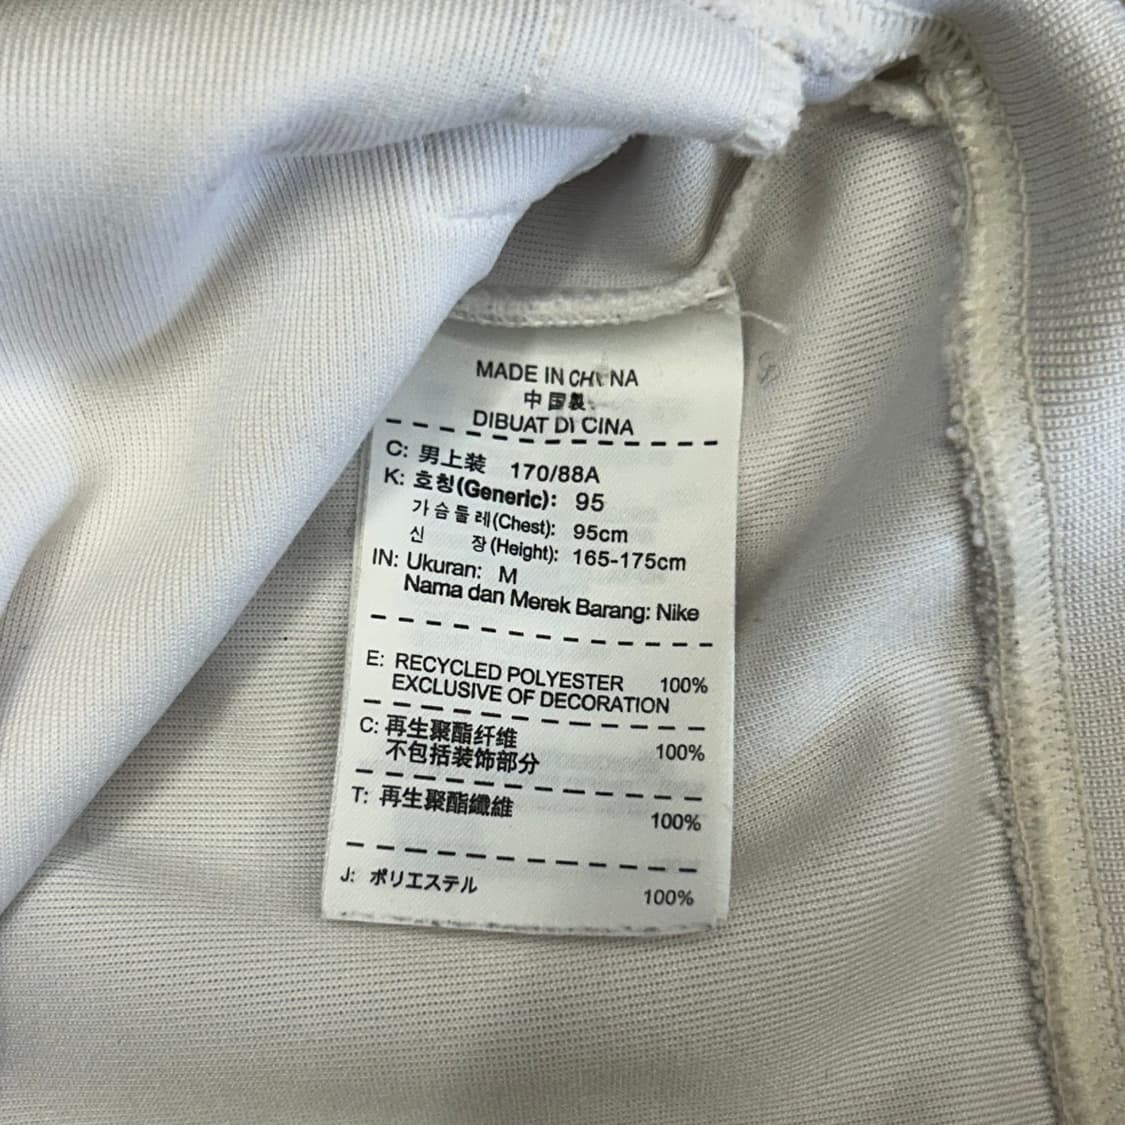 MADE IN CHINA
中国製
DIBUAT DI CINA
C: 男上装 170/88A
K: 호칭(Generic): 95
가슴둘레(Chest): 95cm
신 장(Height): 165-175cm
IN: Ukuran: M
Nama dan Merek Barang: Nike
E: RECYCLED POLYESTER 100%
EXCLUSIVE OF DECORATION
C: 再生聚酯纤维 100%
不包括装饰部分
T: 再生聚酯纖維 100%
J: ポリエステル 100%